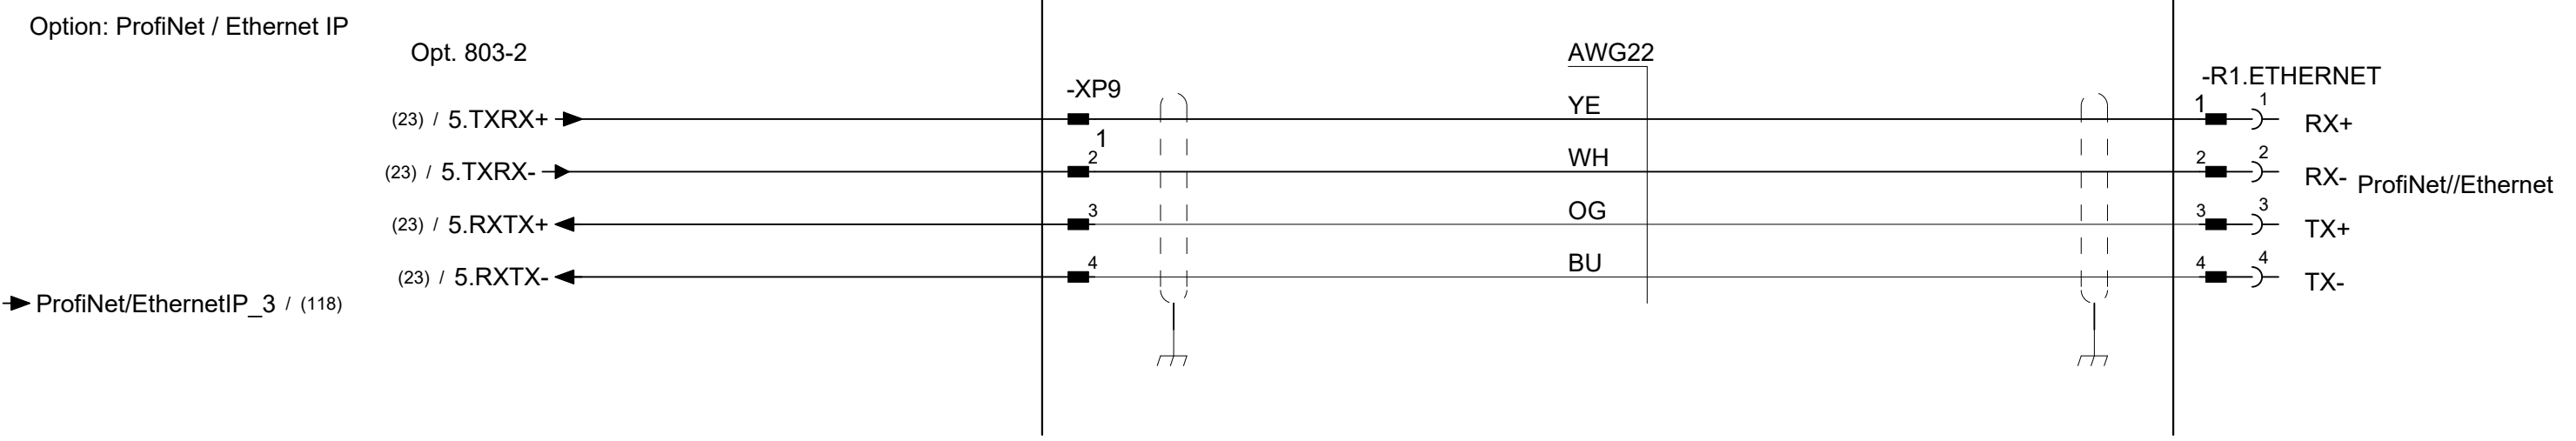 Option: ProfiNet / Ethernet IP
Opt. 803-2
AWG22
-XP9
-R1.ETHERNET
(23) / 5.TXRX+
1
YE
1
1
RX+
(23) / 5.TXRX-
2
WH
2
2
RX-
ProfiNet//Ethernet
(23) / 5.RXTX+
3
OG
3
3
TX+
(23) / 5.RXTX-
4
BU
4
4
TX-
ProfiNet/EthernetIP_3 / (118)